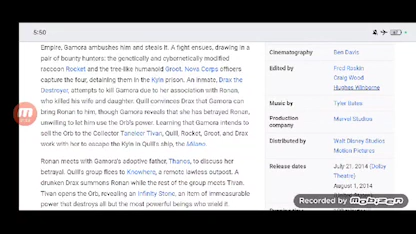 5:50
Empire, Gamora ambushes him and steals it. A fight ensues, drawing in a
pair of bounty hunters: the genetically and cybernetically modified
raccoon Rocket and the tree-like humanoid Groot. Nova Corps officers
capture the four, detaining them in the Kyln prison. An inmate, Drax the
Destroyer, attempts to kill Gamora due to her association with Ronan,
who killed his wife and daughter. Quill convinces Drax that Gamora can
bring Ronan to him, though Gamora reveals that she has betrayed Ronan,
unwilling to let him use the Orb's power. Learning that Gamora intends to
sell the Orb to the Collector Taneleer Tivan, Quill, Rocket, Groot, and Drax
work with her to escape the Kyln in Quill's ship, the Milano.
Ronan meets with Gamora's adoptive father, Thanos, to discuss her
betrayal. Quill's group flies to Knowhere, a remote lawless outpost. A
drunken Drax summons Ronan while the rest of the group meets Tivan.
Tivan opens the Orb, revealing an Infinity Stone, an item of immeasurable
power that destroys all but the most powerful beings who wield it.
Cinematography Ben Davis
Edited by Fred Raskin
Craig Wood
Hughes Winborne
Music by Tyler Bates
Production
company Marvel Studios
Distributed by Walt Disney Studios
Motion Pictures
Release dates July 21, 2014 (Dolby
Theatre)
August 1, 2014
Recorded by
mobizen